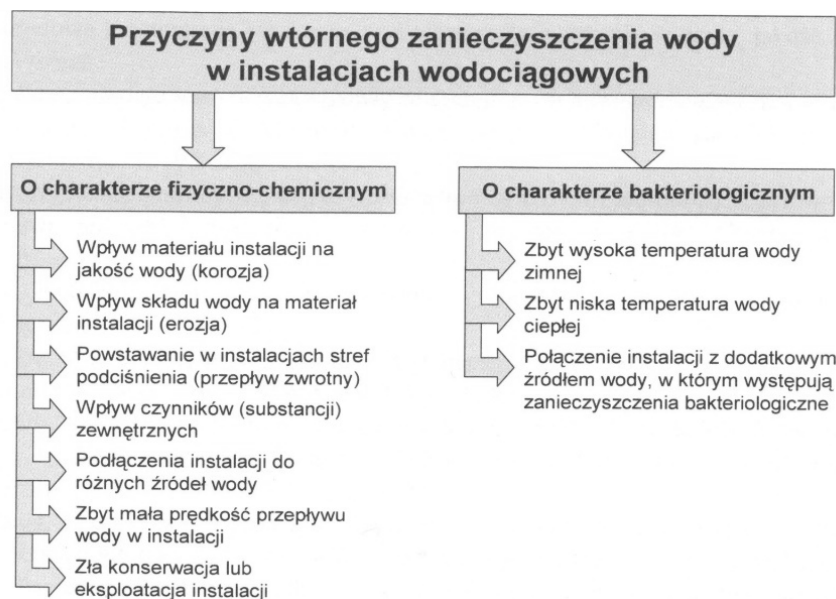 Przyczyny wtórnego zanieczyszczenia wody
w instalacjach wodociągowych
O charakterze fizyczno-chemicznym
Wpływ materiału instalacji na
jakość wody (korozja)
Wpływ składu wody na materiał
instalacji (erozja)
Powstawanie w instalacjach stref
podciśnienia (przepływ zwrotny)
Wpływ czynników (substancji)
zewnętrznych
Podłączenia instalacji do
różnych źródeł wody
Zbyt mała prędkość przepływu
wody w instalacji
Zła konserwacja lub
eksploatacja instalacji
O charakterze bakteriologicznym
Zbyt wysoka temperatura wody
zimnej
Zbyt niska temperatura wody
ciepłej
Połączenie instalacji z dodatkowym
źródłem wody, w którym występują
zanieczyszczenia bakteriologiczne